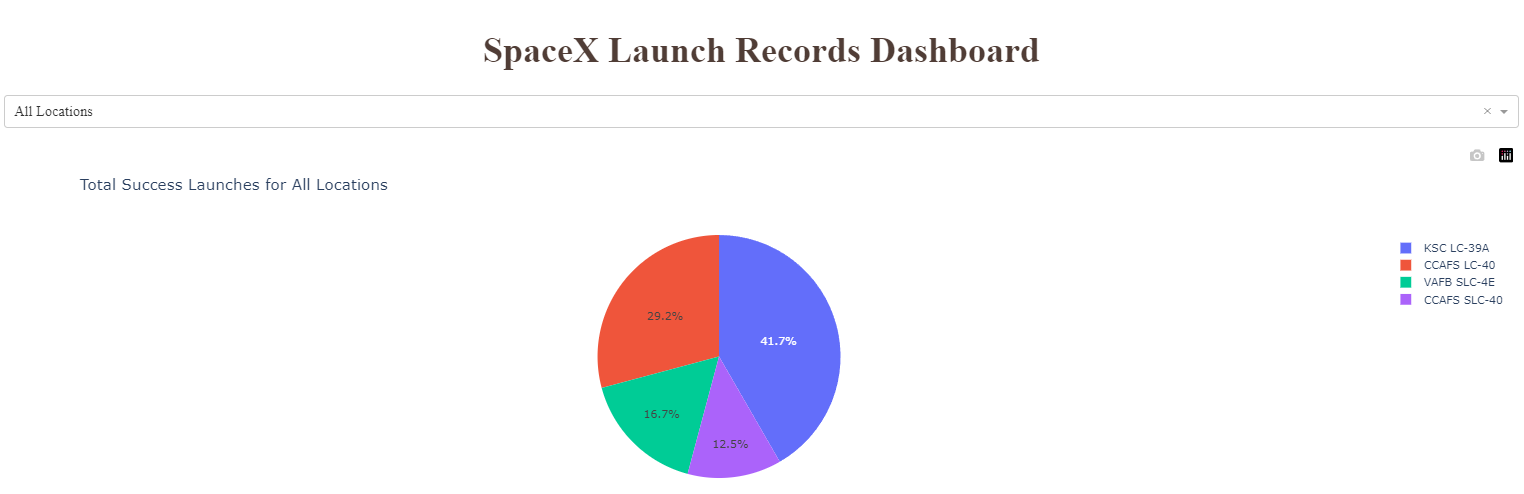 SpaceX Launch Records Dashboard
All Locations
Total Success Launches for All Locations
KSC LC-39A
CCAFS LC-40
VAFB SLC-4E
CCAFS SLC-40
29.2%
41.7%
16.7%
12.5%